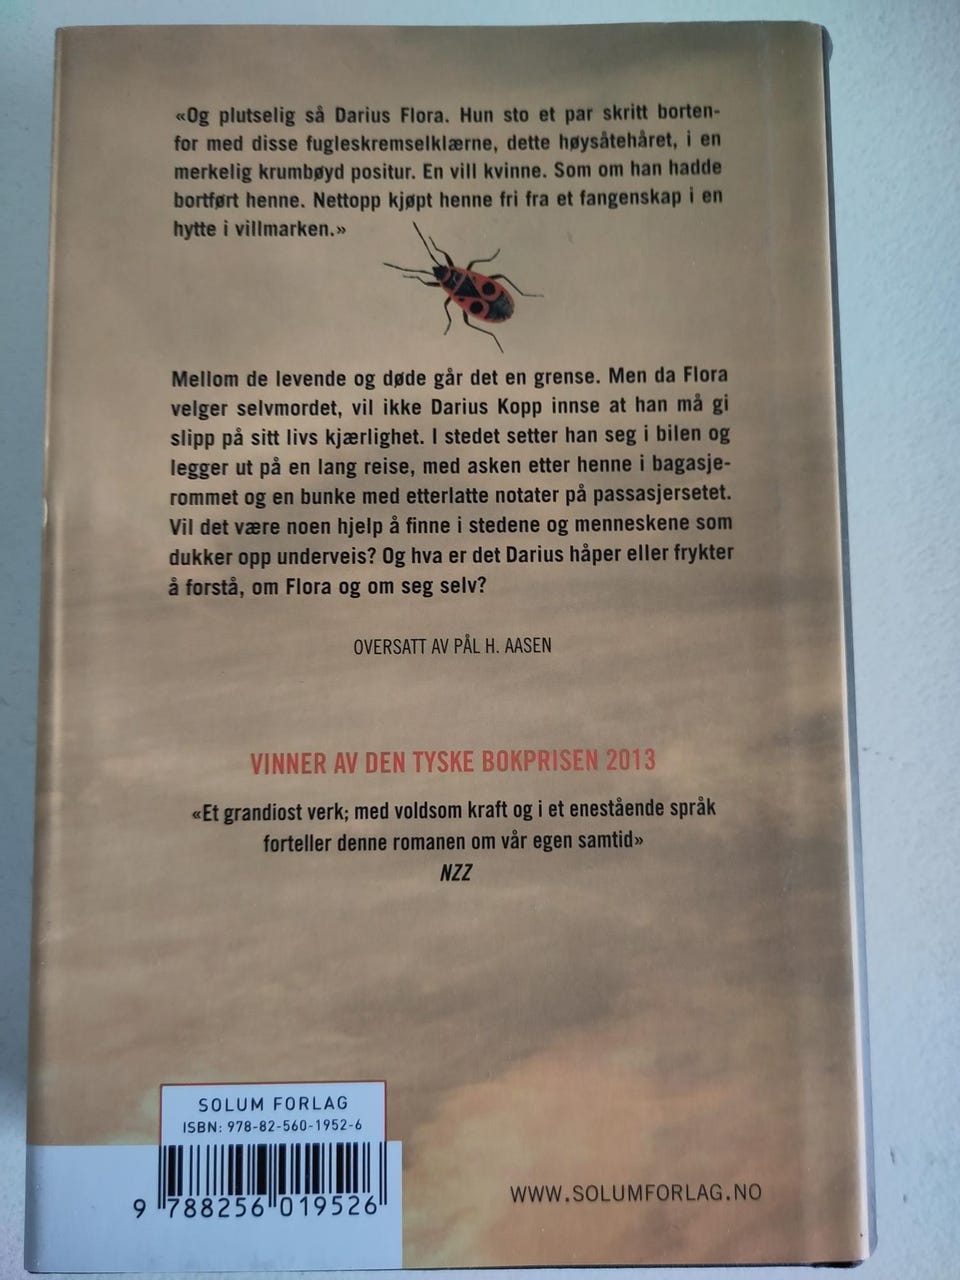 «Og plutselig så Darius Flora. Hun sto et par skritt borten-
for med disse fugleskremselklærne, dette høysåtehåret, i en
merkelig krumbøyd positur. En vill kvinne. Som om han hadde
bortført henne. Nettopp kjøpt henne fri fra et fangenskap i en
hytte i villmarken.»
Mellom de levende og døde går det en grense. Men da Flora
velger selvmordet, vil ikke Darius Kopp innse at han må gi
slipp på sitt livs kjærlighet. I stedet setter han seg i bilen og
legger ut på en lang reise, med asken etter henne i bagasje-
rommet og en bunke med etterlatte notater på passasjersetet.
Vil det være noen hjelp å finne i stedene og menneskene som
dukker opp underveis? Og hva er det Darius håper eller frykter
å forstå, om Flora og om seg selv?
OVERSATT AV PÅL H. AASEN
VINNER AV DEN TYSKE BOKPRISEN 2013
«Et grandiost verk; med voldsom kraft og i et enestående språk
forteller denne romanen om vår egen samtid»
NZZ
SOLUM FORLAG
ISBN: 978-82-560-1952-6
9 788256 019526
WWW.SOLUMFORLAG.NO